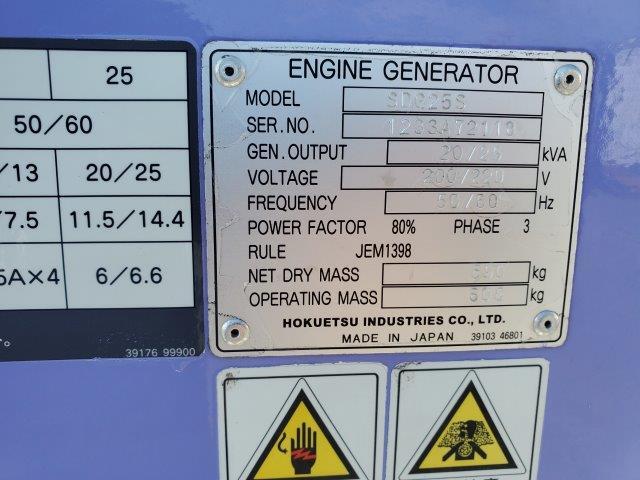 25
50/60
/13 20/25
7.5 11.5/14.4
5A×4 6/6.6
39176 99900
ENGINE GENERATOR
MODEL SDG25S
SER.NO.
GEN.OUTPUT 20/25 kVA
VOLTAGE 200/220 V
FREQUENCY 50/60 Hz
POWER FACTOR 80% PHASE 3
RULE JEM1398
NET DRY MASS kg
OPERATING MASS kg
HOKUETSU INDUSTRIES CO., LTD.
MADE IN JAPAN 39103 46801